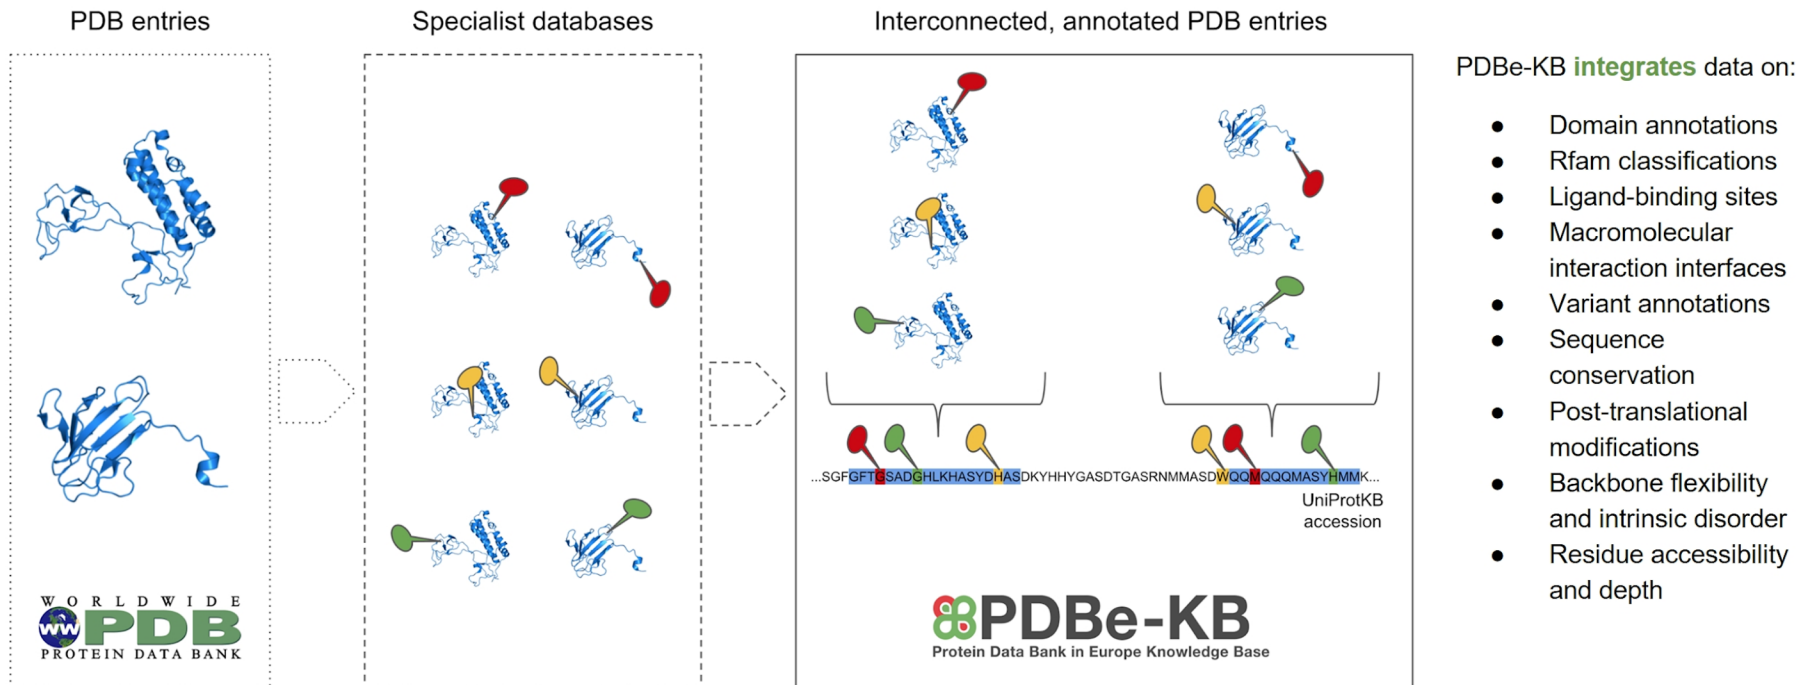 PDB entries
Specialist databases
Interconnected, annotated PDB entries
WORLDWIDE
ww PDB
PROTEIN DATA BANK
...SGFGFTGSADGHLKHASYDHASDKYHHYGASDTGASRNMMASDWQQMQQQMASYHMMK...
UniProtKB
accession
PDBe-KB
Protein Data Bank in Europe Knowledge Base
PDBe-KB integrates data on:
● Domain annotations
● Rfam classifications
● Ligand-binding sites
● Macromolecular
interaction interfaces
● Variant annotations
● Sequence
conservation
● Post-translational
modifications
● Backbone flexibility
and intrinsic disorder
● Residue accessibility
and depth